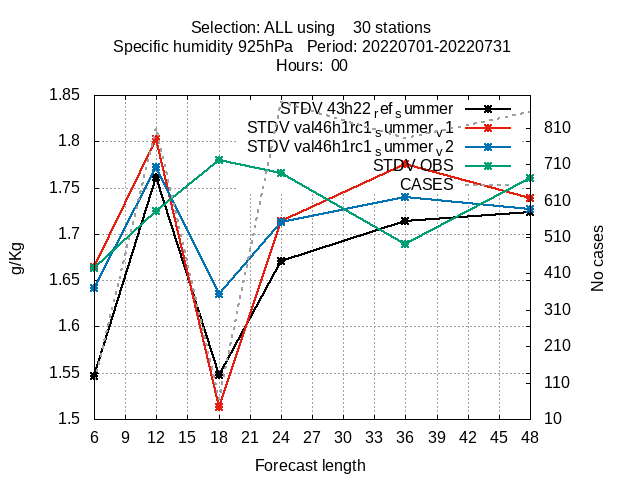 Selection: ALL using    30 stations
Specific humidity 925hPa   Period: 20220701-20220731
Hours:  00
STDV 43h22ref_summer
STDV val46h1rc1summerv1
STDV val46h1rc1summerv2
STDV OBS
CASES
1.85
1.8
1.75
1.7
1.65
1.6
1.55
1.5
g/Kg
810
710
610
510
410
310
210
110
10
No cases
6 9 12 15 18 21 24 27 30 33 36 39 42 45 48
Forecast length